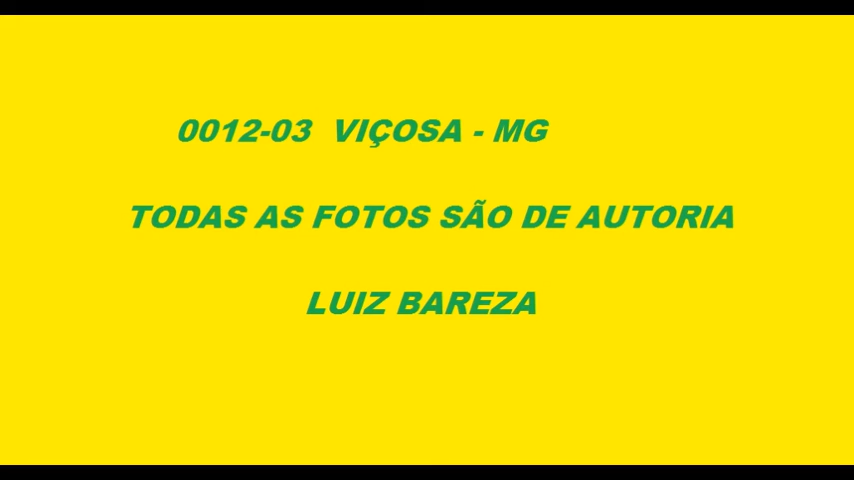 0012-03 VIÇOSA - MG
TODAS AS FOTOS SÃO DE AUTORIA
LUIZ BAREZA